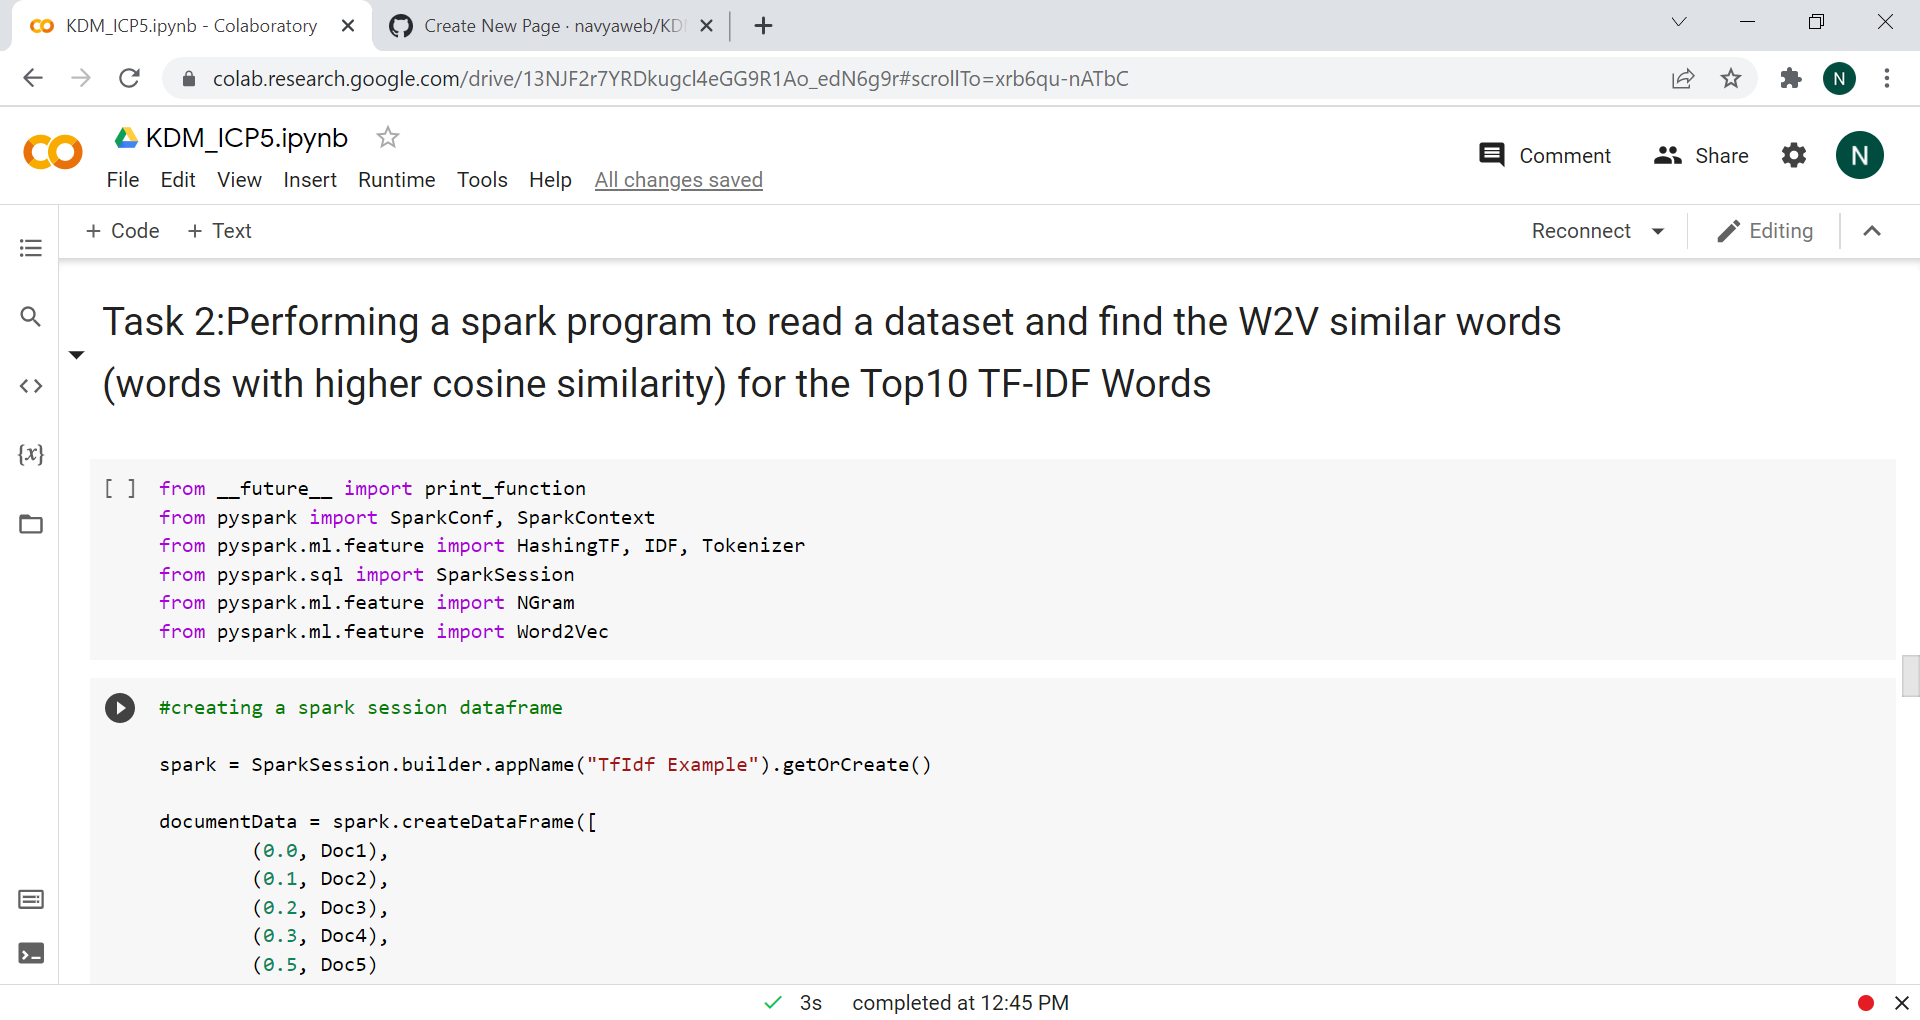 KDM_ICP5.ipynb - Colaboratory
Create New Page · navyaweb/KD
colab.research.google.com/drive/13NJF2r7YRDkugcl4eGG9R1Ao_edN6g9r#scrollTo=xrb6qu-nATbC
N
KDM_ICP5.ipynb
File Edit View Insert Runtime Tools Help All changes saved
Comment Share N
+ Code + Text
Reconnect Editing
Task 2:Performing a spark program to read a dataset and find the W2V similar words
(words with higher cosine similarity) for the Top10 TF-IDF Words
{x}
[ ] from __future__ import print_function
from pyspark import SparkConf, SparkContext
from pyspark.ml.feature import HashingTF, IDF, Tokenizer
from pyspark.sql import SparkSession
from pyspark.ml.feature import NGram
from pyspark.ml.feature import Word2Vec
#creating a spark session dataframe
spark = SparkSession.builder.appName("TfIdf Example").getOrCreate()
documentData = spark.createDataFrame([
(0.0, Doc1),
(0.1, Doc2),
(0.2, Doc3),
(0.3, Doc4),
(0.5, Doc5)
3s completed at 12:45 PM